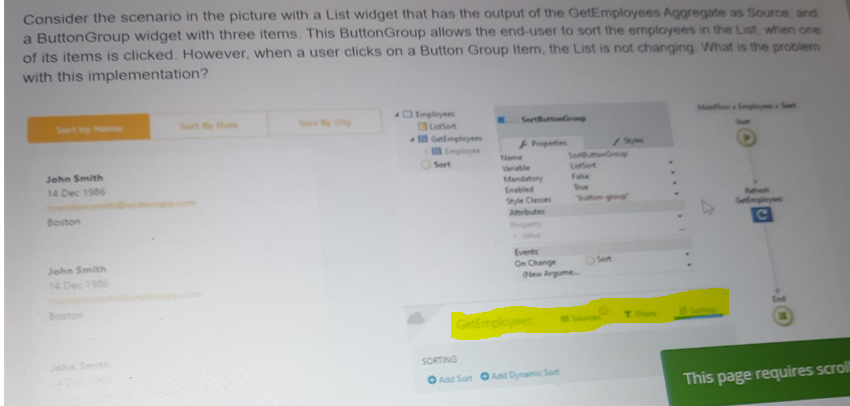 Consider the scenario in the picture with a List widget that has the output of the GetEmployees Aggregate as Source, and
a ButtonGroup widget with three items. This ButtonGroup allows the end-user to sort the employees in the List, when one
of its items is clicked. However, when a user clicks on a Button Group Item, the List is not changing. What is the problem
with this implementation?
MainFlow ▸ Employees ▸ Sort
Sort by Name Sort By Date Sort By City
Employees
ListSort
GetEmployees
Employee
Sort
SortButtonGroup
Properties Styles
Name SortButtonGroup
Variable ListSort
Mandatory False
Enabled True
Style Classes "button-group"
Attributes
Property
= Value
Events
On Change Sort
(New Argume...
Start
Refresh
GetEmployees
End
John Smith
14 Dec 1986
Boston
John Smith
14 Dec 1986
Boston
John Smith
GetEmployees Sources Filters Sorting
SORTING
Add Sort Add Dynamic Sort
This page requires scroll